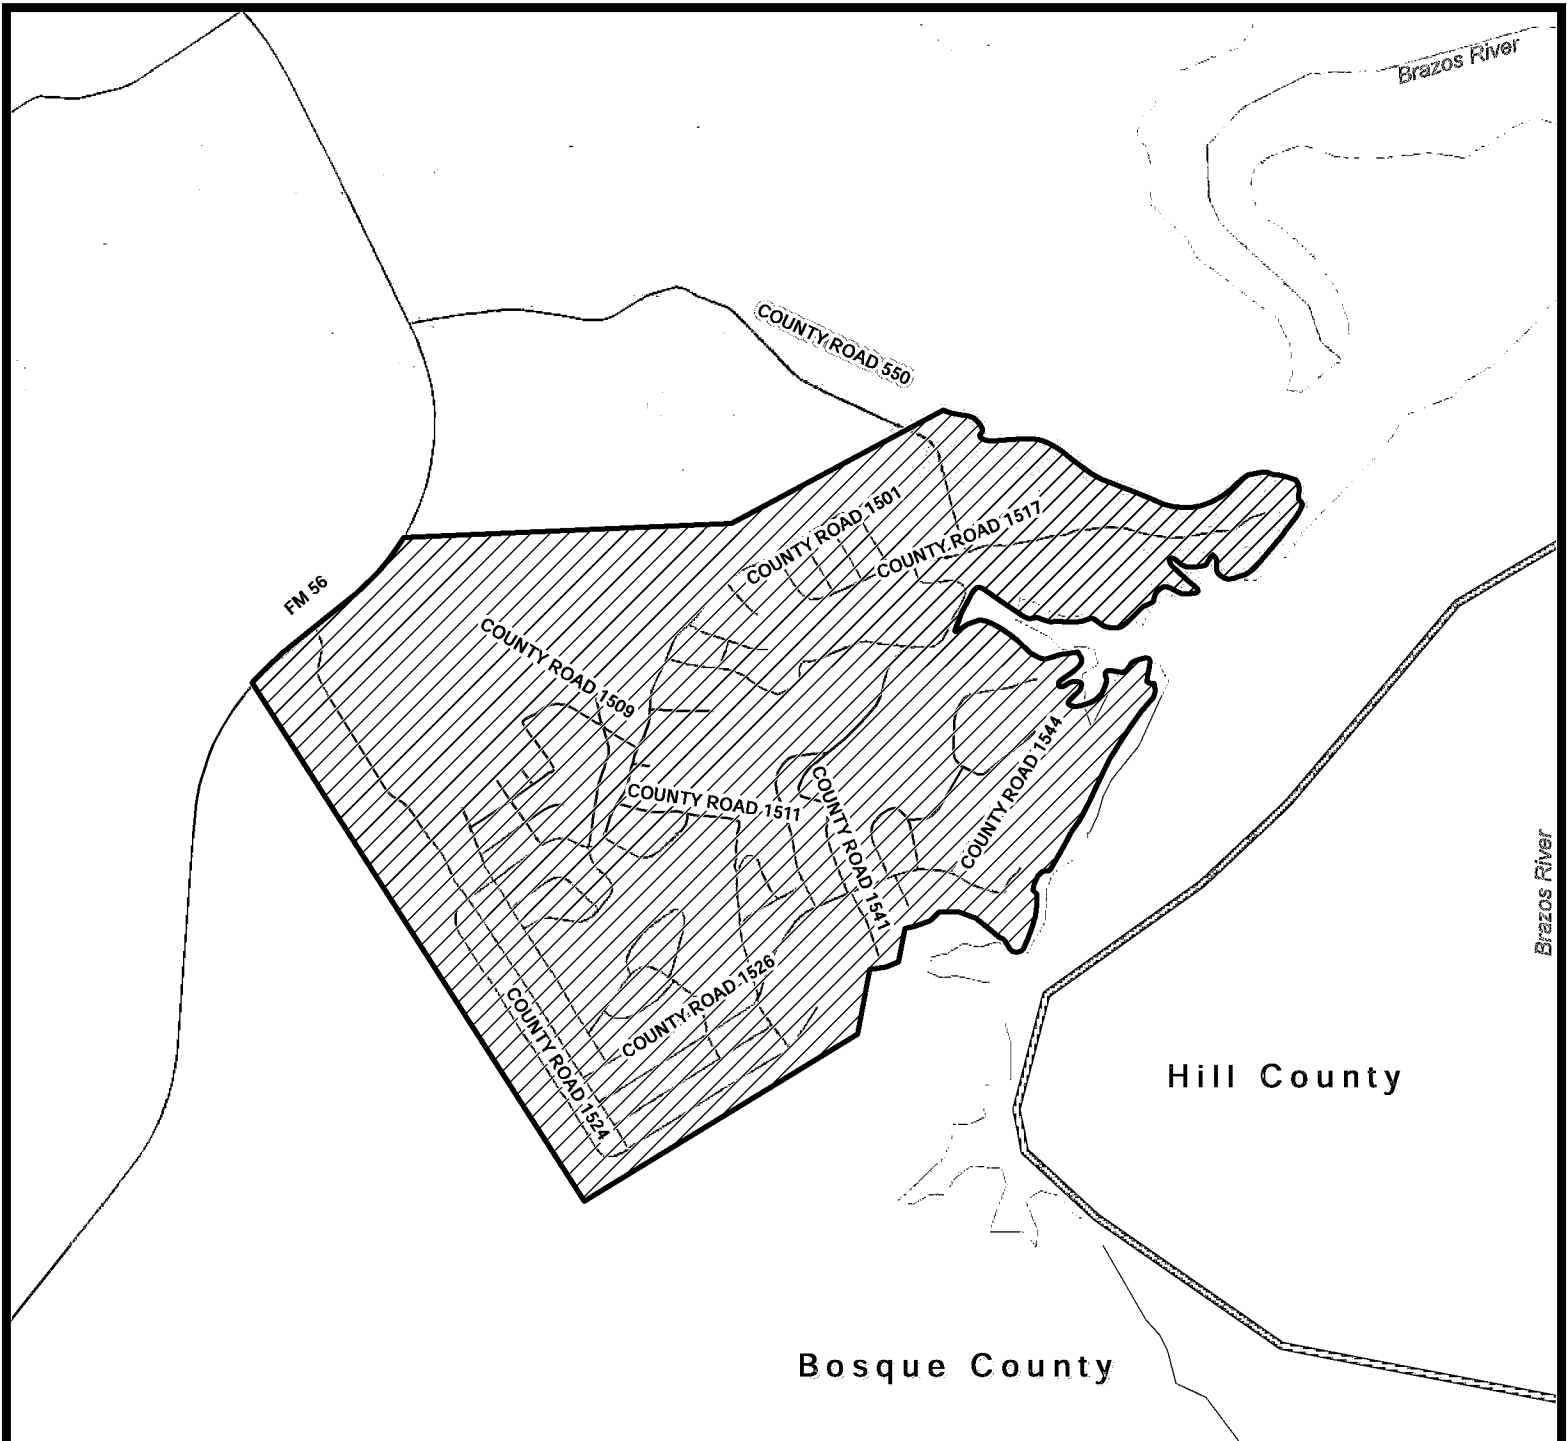 Brazos River
COUNTY ROAD 550
COUNTY ROAD 1501
COUNTY ROAD 1517
FM 56
COUNTY ROAD 1509
COUNTY ROAD 1544
COUNTY ROAD 1511
COUNTY ROAD 1541
Brazos River
COUNTY ROAD 1526
COUNTY ROAD 1524
Hill County
Bosque County